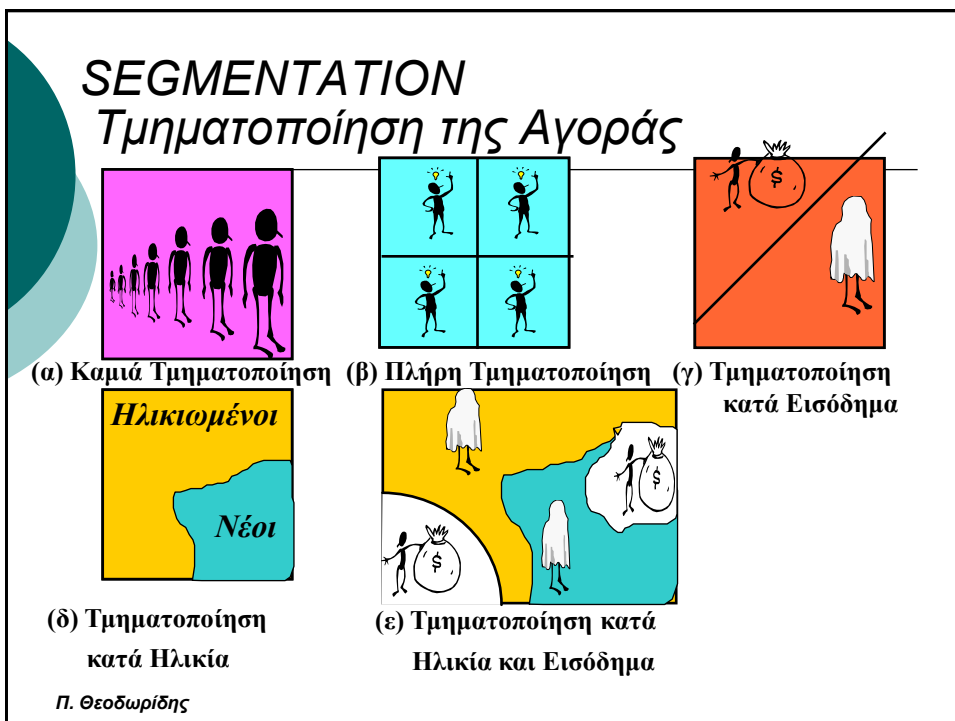 SEGMENTATION
Τμηματοποίηση της Αγοράς
$
(α) Καμιά Τμηματοποίηση
(β) Πλήρη Τμηματοποίηση
(γ) Τμηματοποίηση
κατά Εισόδημα
Ηλικιωμένοι
Νέοι
$
$
(δ) Τμηματοποίηση
κατά Ηλικία
(ε) Τμηματοποίηση κατά
Ηλικία και Εισόδημα
Π. Θεοδωρίδης